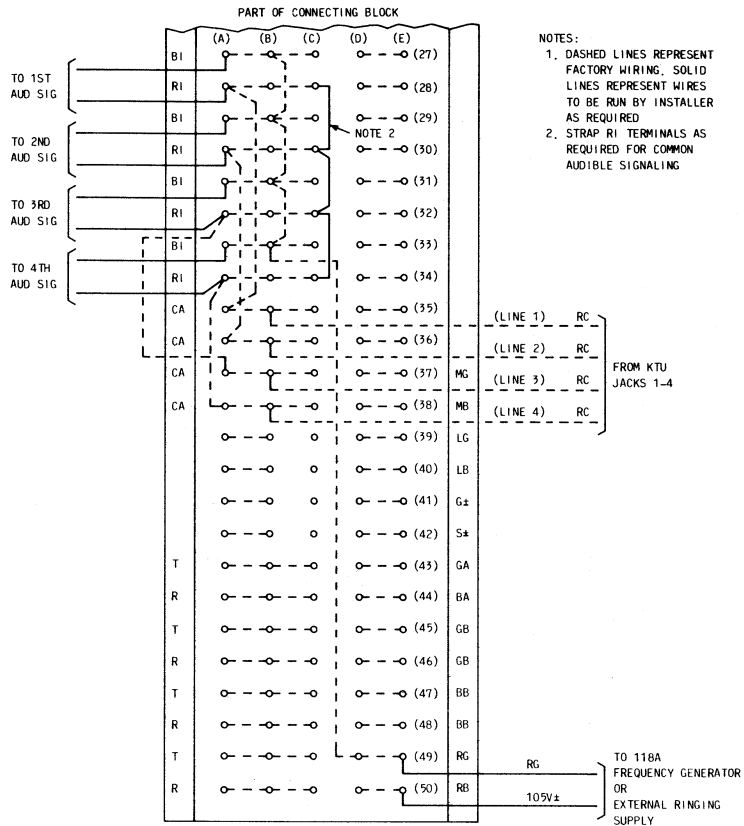 PART OF CONNECTING BLOCK
(A) (B) (C) (D) (E)
BI (27)
RI (28)
BI (29)
RI (30)
BI (31)
RI (32)
BI (33)
RI (34)
CA (35)
CA (36)
CA (37) MG
CA (38) MB
(39) LG
(40) LB
(41) G±
(42) S±
T (43) GA
R (44) BA
T (45) GB
R (46) GB
T (47) BB
R (48) BB
T (49) RG
R (50) RB
TO 1ST
AUD SIG
TO 2ND
AUD SIG
TO 3RD
AUD SIG
TO 4TH
AUD SIG
NOTE 2
NOTES:
1. DASHED LINES REPRESENT
FACTORY WIRING, SOLID
LINES REPRESENT WIRES
TO BE RUN BY INSTALLER
AS REQUIRED
2. STRAP RI TERMINALS AS
REQUIRED FOR COMMON
AUDIBLE SIGNALING
(LINE 1) RC
(LINE 2) RC
(LINE 3) RC
(LINE 4) RC
FROM KTU
JACKS 1-4
RG
105V±
TO 118A
FREQUENCY GENERATOR
OR
EXTERNAL RINGING
SUPPLY